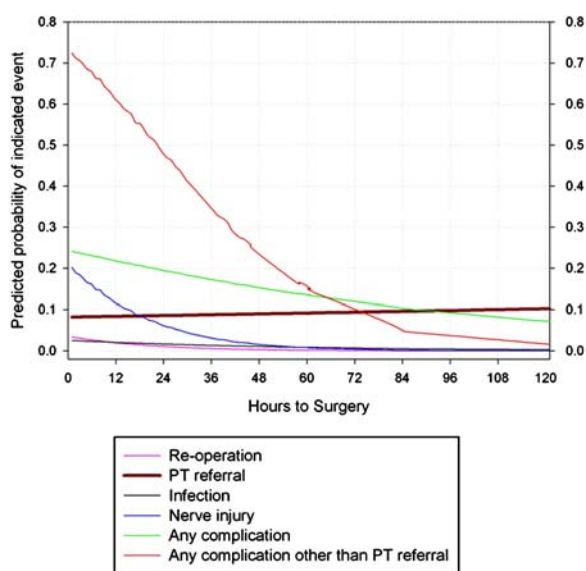 0.8 0.8
0.7 0.7
0.6 0.6
0.5 0.5
0.4 0.4
0.3 0.3
0.2 0.2
0.1 0.1
0.0 0.0
Predicted probability of indicated event
0 12 24 36 48 60 72 84 96 108 120
Hours to Surgery
Re-operation
PT referral
Infection
Nerve injury
Any complication
Any complication other than PT referral